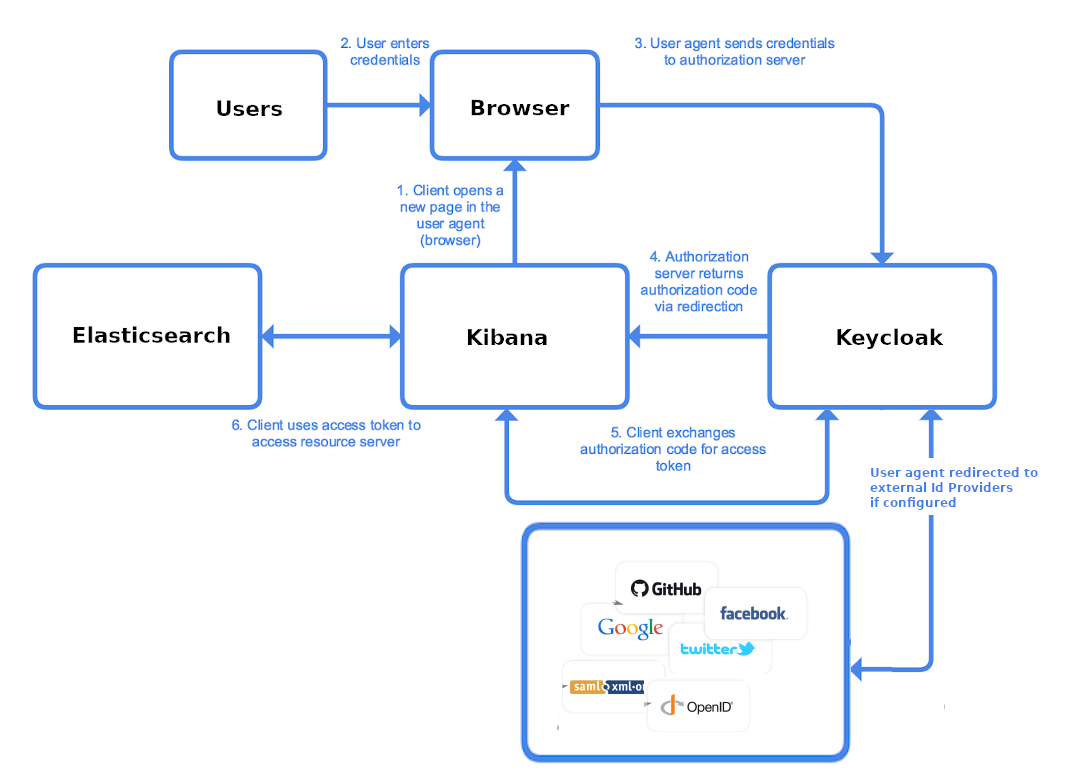 2. User enters
credentials
3. User agent sends credentials
to authorization server
Users
Browser
1. Client opens a
new page in the
user agent
(browser)
4. Authorization
server returns
authorization code
via redirection
Elasticsearch
Kibana
Keycloak
6. Client uses access token to
access resource server
5. Client exchanges
authorization code for access
token
User agent redirected to
external Id Providers
if configured
GitHub
facebook
Google
twitter
saml xml-o
OpenID